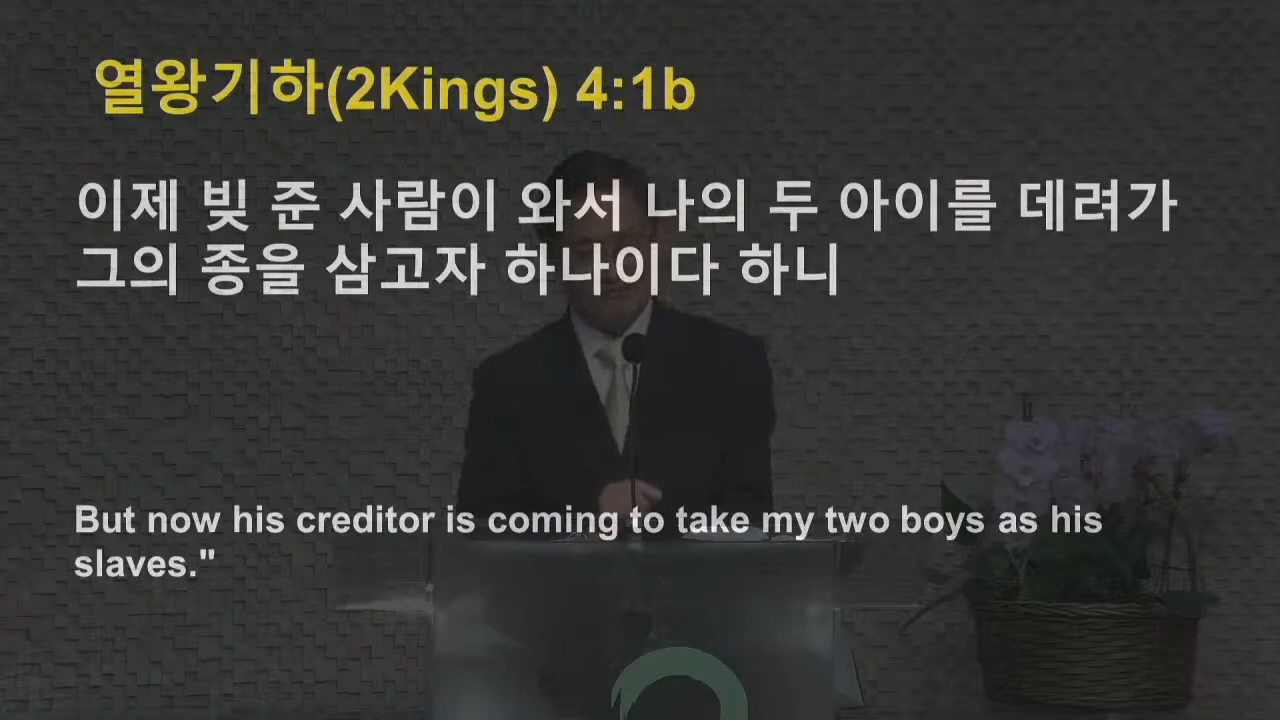 열왕기하(2Kings) 4:1b
이제 빚 준 사람이 와서 나의 두 아이를 데려가
그의 종을 삼고자 하나이다 하니
But now his creditor is coming to take my two boys as his
slaves."